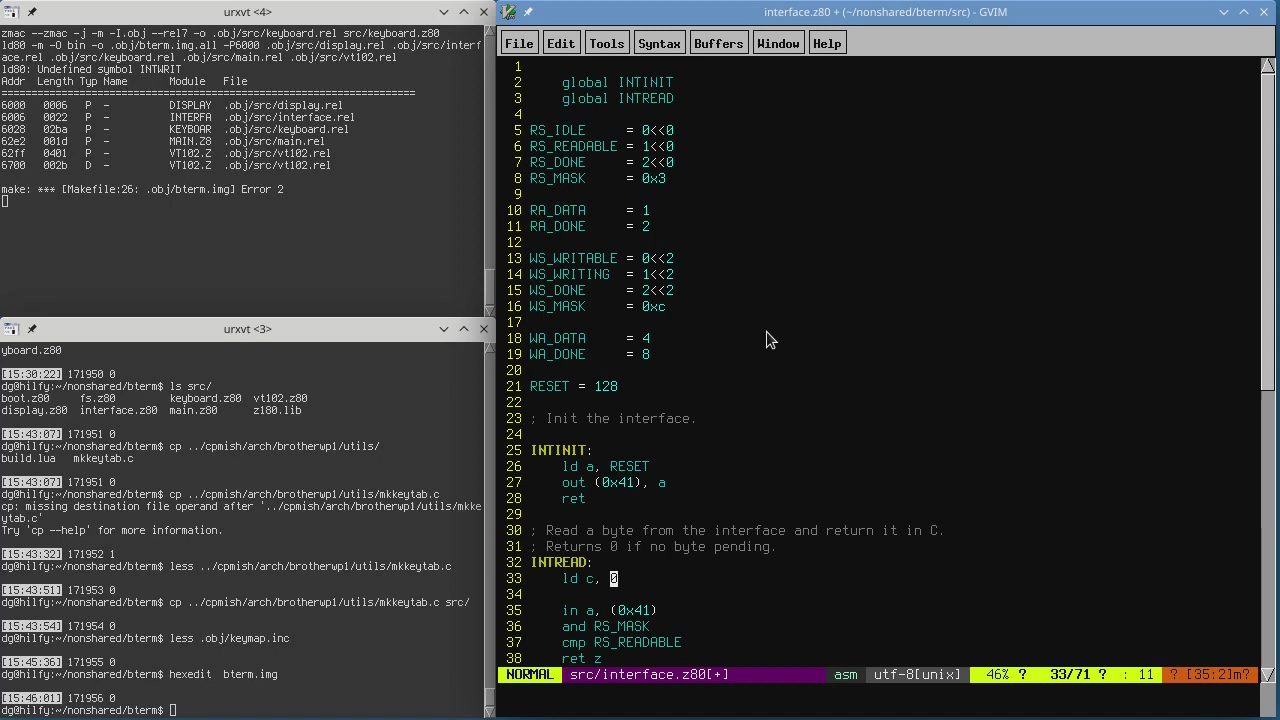 urxvt <4>
zmac --zmac -j -m -I.obj --rel7 -o .obj/src/keyboard.rel src/keyboard.z80
ld80 -m -O bin -o .obj/bterm.img.all -P6000 .obj/src/display.rel .obj/src/interf
ace.rel .obj/src/keyboard.rel .obj/src/main.rel .obj/src/vt102.rel
ld80: Undefined symbol INTWRIT
Addr Length Typ Name Module File
====================================================================
6000 0006 P - DISPLAY .obj/src/display.rel
6006 0022 P - INTERFA .obj/src/interface.rel
6028 02ba P - KEYBOAR .obj/src/keyboard.rel
62e2 001d P - MAIN.Z8 .obj/src/main.rel
62ff 0401 P - VT102.Z .obj/src/vt102.rel
6700 002b D - VT102.Z .obj/src/vt102.rel
make: *** [Makefile:26: .obj/bterm.img] Error 2
urxvt <3>
yboard.z80
[15:30:22] 171950 0
dg@hilfy:~/nonshared/bterm$ ls src/
boot.z80 fs.z80 keyboard.z80 vt102.z80
display.z80 interface.z80 main.z80 z180.lib
[15:43:07] 171951 0
dg@hilfy:~/nonshared/bterm$ cp ../cpmish/arch/brotherwp1/utils/
build.lua mkkeytab.c
[15:43:07] 171951 0
dg@hilfy:~/nonshared/bterm$ cp ../cpmish/arch/brotherwp1/utils/mkkeytab.c
cp: missing destination file operand after '../cpmish/arch/brotherwp1/utils/mkke
ytab.c'
Try 'cp --help' for more information.
[15:43:32] 171952 1
dg@hilfy:~/nonshared/bterm$ less ../cpmish/arch/brotherwp1/utils/mkkeytab.c
[15:43:51] 171953 0
dg@hilfy:~/nonshared/bterm$ cp ../cpmish/arch/brotherwp1/utils/mkkeytab.c src/
[15:43:54] 171954 0
dg@hilfy:~/nonshared/bterm$ less .obj/keymap.inc
[15:45:36] 171955 0
dg@hilfy:~/nonshared/bterm$ hexedit bterm.img
[15:46:01] 171956 0
dg@hilfy:~/nonshared/bterm$
interface.z80 + (~/nonshared/bterm/src) - GVIM
File Edit Tools Syntax Buffers Window Help
1
2 global INTINIT
3 global INTREAD
4
5 RS_IDLE = 0<<0
6 RS_READABLE = 1<<0
7 RS_DONE = 2<<0
8 RS_MASK = 0x3
9
10 RA_DATA = 1
11 RA_DONE = 2
12
13 WS_WRITABLE = 0<<2
14 WS_WRITING = 1<<2
15 WS_DONE = 2<<2
16 WS_MASK = 0xc
17
18 WA_DATA = 4
19 WA_DONE = 8
20
21 RESET = 128
22
23 ; Init the interface.
24
25 INTINIT:
26 ld a, RESET
27 out (0x41), a
28 ret
29
30 ; Read a byte from the interface and return it in C.
31 ; Returns 0 if no byte pending.
32 INTREAD:
33 ld c, 0
34
35 in a, (0x41)
36 and RS_MASK
37 cmp RS_READABLE
38 ret z
NORMAL src/interface.z80[+] asm utf-8[unix] 46% ? 33/71 ? : 11 ? [35:2]m?